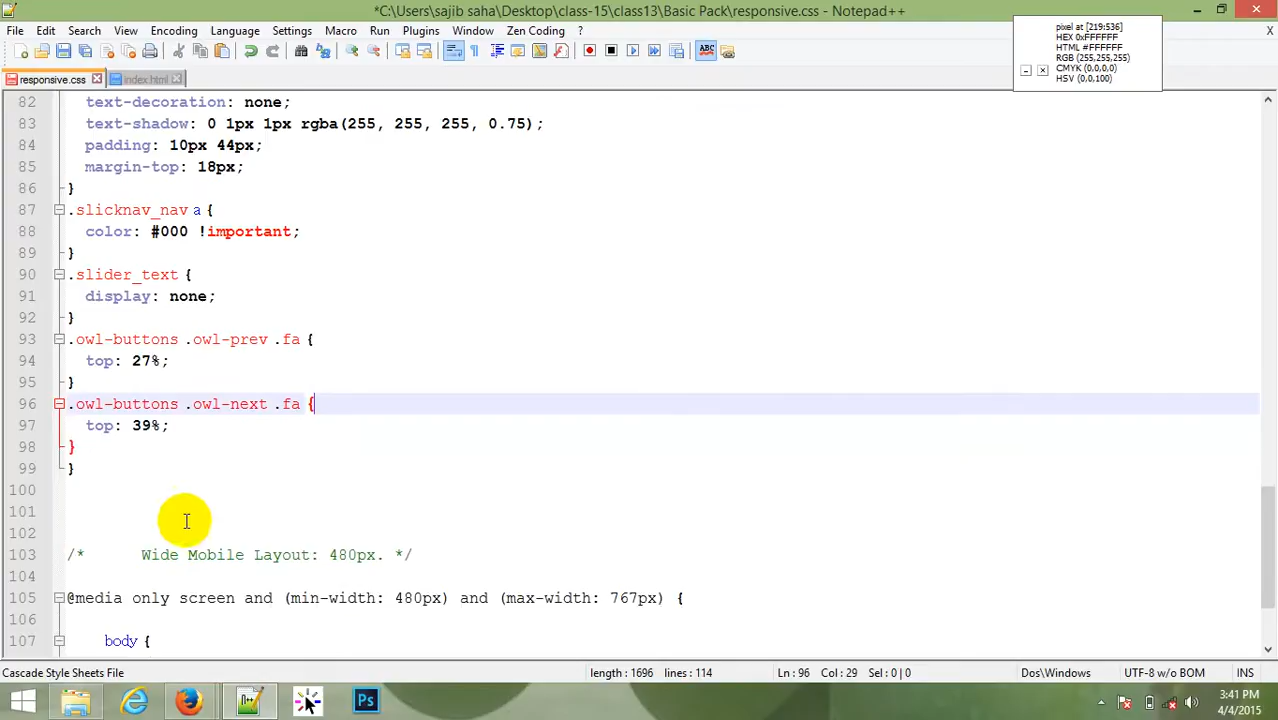 *C:\Users\sajib saha\Desktop\class-15\class13\Basic Pack\responsive.css - Notepad++
File Edit Search View Encoding Language Settings Macro Run Plugins Window Zen Coding ? X
pixel at [219:536]
HEX 0xFFFFFF
HTML #FFFFFF
RGB (255,255,255)
CMYK (0,0,0,0)
HSV (0,0,100)
responsive.css index.html
82 text-decoration: none;
83 text-shadow: 0 1px 1px rgba(255, 255, 255, 0.75);
84 padding: 10px 44px;
85 margin-top: 18px;
86 }
87 .slicknav_nav a {
88 color: #000 !important;
89 }
90 .slider_text {
91 display: none;
92 }
93 .owl-buttons .owl-prev .fa {
94 top: 27%;
95 }
96 .owl-buttons .owl-next .fa {
97 top: 39%;
98 }
99 }
100
101
102
103 /* Wide Mobile Layout: 480px. */
104
105 @media only screen and (min-width: 480px) and (max-width: 767px) {
106
107 body {
Cascade Style Sheets File length : 1696 lines : 114 Ln : 96 Col : 29 Sel : 0 | 0 Dos\Windows UTF-8 w/o BOM INS
Ps
3:41 PM
4/4/2015